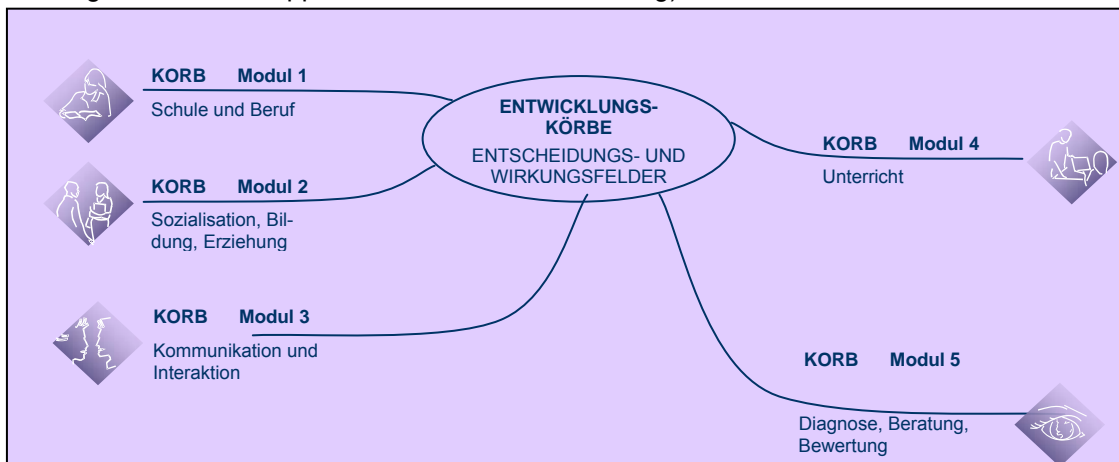 KORB Modul 1
Schule und Beruf
KORB Modul 2
Sozialisation, Bil-
dung, Erziehung
KORB Modul 3
Kommunikation und
Interaktion
ENTWICKLUNGS-
KÖRBE
ENTSCHEIDUNGS- UND
WIRKUNGSFELDER
KORB Modul 4
Unterricht
KORB Modul 5
Diagnose, Beratung,
Bewertung